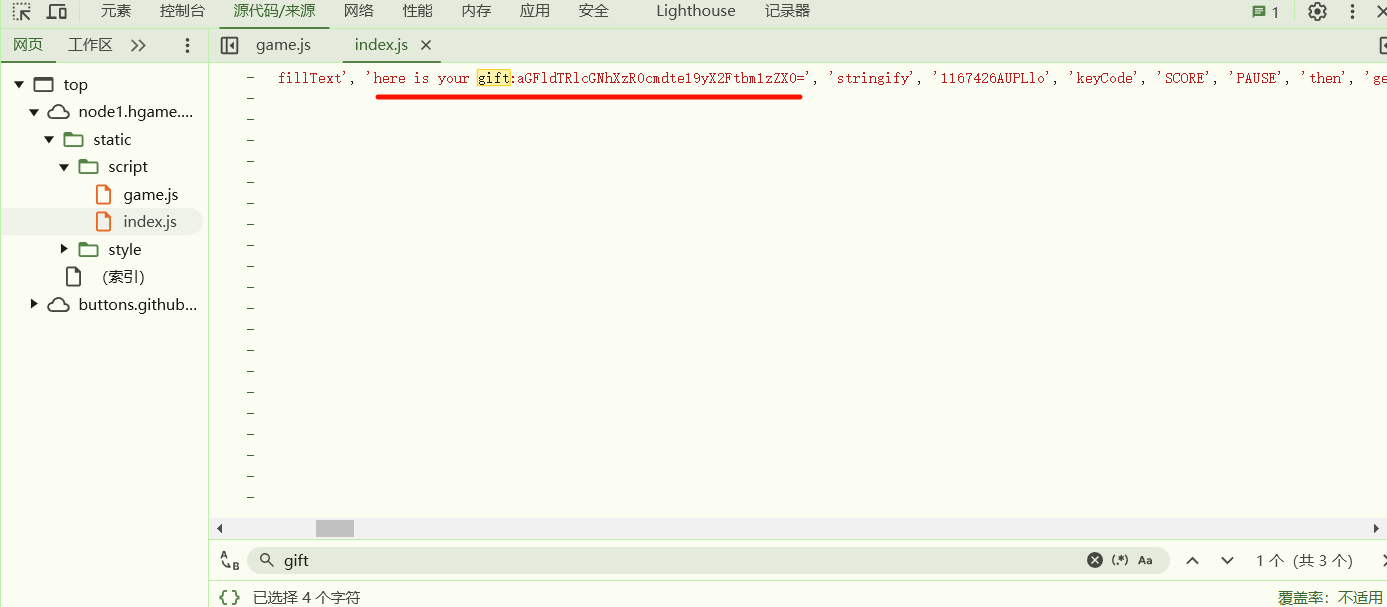 元素 控制台 源代码/来源 网络 性能 内存 应用 安全 Lighthouse 记录器 1
网页 工作区 game.js index.js
top
node1.hgame....
static
script
game.js
index.js
style
(索引)
buttons.github...
fillText', 'here is your gift:aGFldTRlcGNhXzR0cmdte19yX2Ftbm1zZX0=', 'stringify', '1167426AUPLlo', 'keyCode', 'SCORE', 'PAUSE', 'then', 'ge
gift (.*) Aa 1 个 (共 3 个)
{} 已选择 4 个字符 覆盖率：不适用